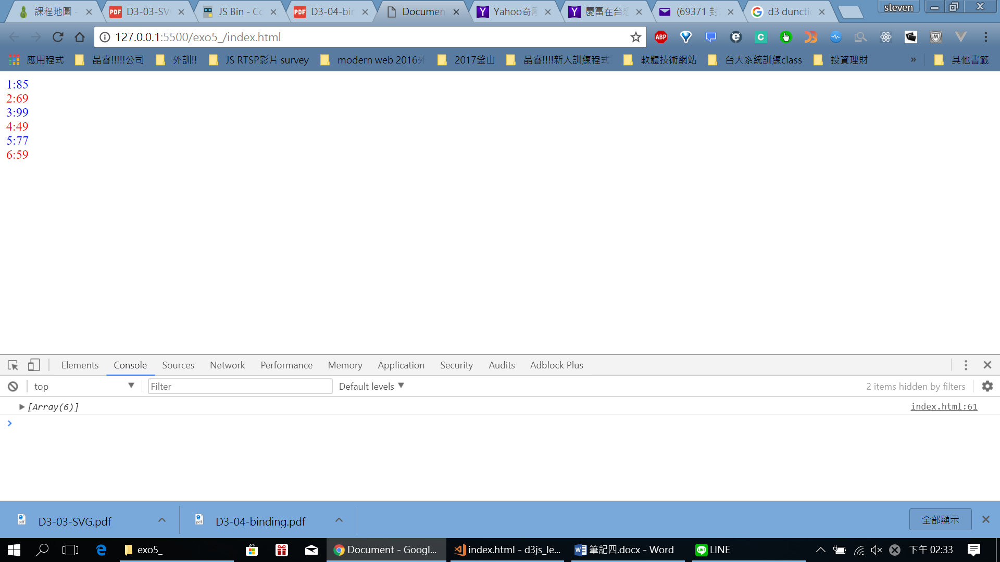 課程地圖 - D3-03-SV JS Bin - Co D3-04-bin Document Yahoo奇 慶富在台 (69371 封 d3 dunctio steven
127.0.0.1:5500/exo5_/index.html
應用程式 晶睿!!!!!公司 外訓!! JS RTSP影片 survey modern web 2016 2017釜山 晶睿!!!!新人訓練程式 軟體技術網站 台大系統訓練class 投資理財 » 其他書籤
1:85
2:69
3:99
4:49
5:77
6:59
Elements Console Sources Network Performance Memory Application Security Audits Adblock Plus
top Filter Default levels 2 items hidden by filters
[Array(6)] index.html:61
D3-03-SVG.pdf D3-04-binding.pdf 全部顯示
exo5_ Document - Googl... index.html - d3js_le... 筆記四.docx - Word LINE 下午 02:33